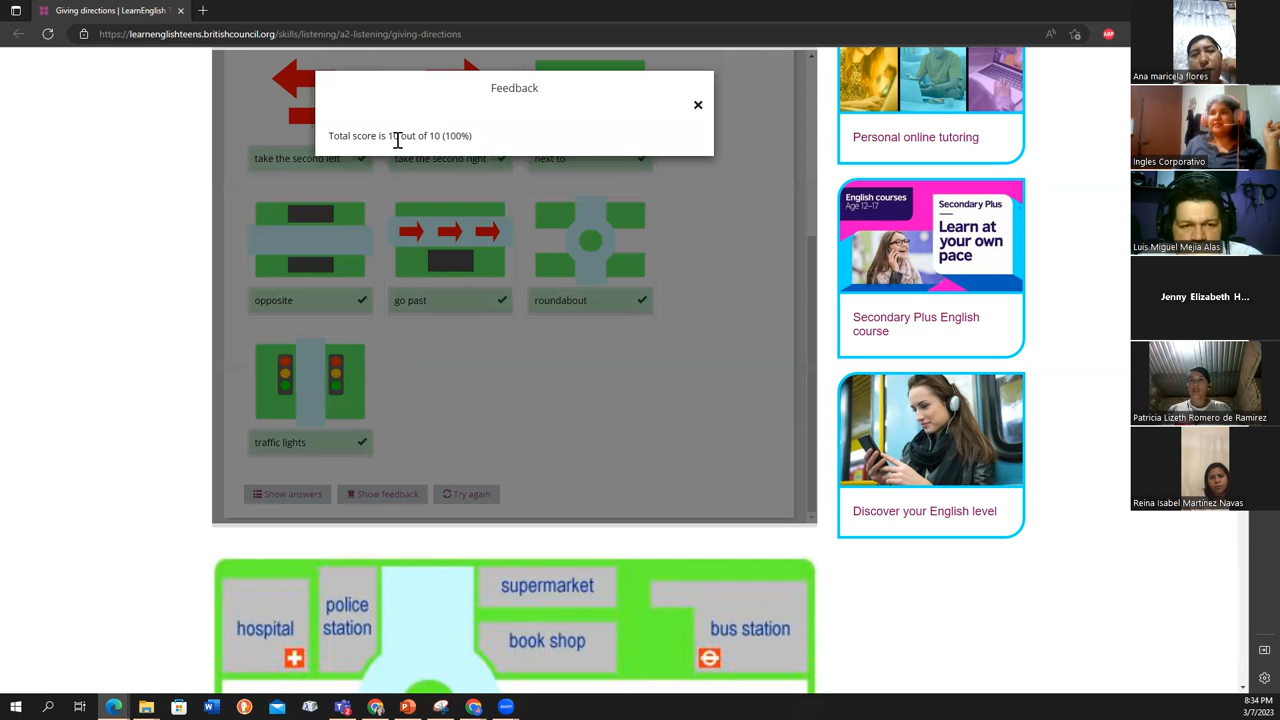 Giving directions | LearnEnglish T
https://learnenglishteens.britishcouncil.org/skills/listening/a2-listening/giving-directions
Feedback
Total score is 10 out of 10 (100%)
take the second left
take the second right
next to
opposite
go past
roundabout
traffic lights
Show answers
Show feedback
Try again
hospital
police
station
supermarket
book shop
bus station
Personal online tutoring
English courses
Age 12–17
Secondary Plus
Learn at
your own
pace
Secondary Plus English
course
Discover your English level
Ana maricela flores
Ingles Corporativo
Luis Miguel Mejia Alas
Jenny Elizabeth H...
Patricia Lizeth Romero de Ramirez
Reina Isabel Martínez Navas
ABP
8:34 PM
3/7/2023